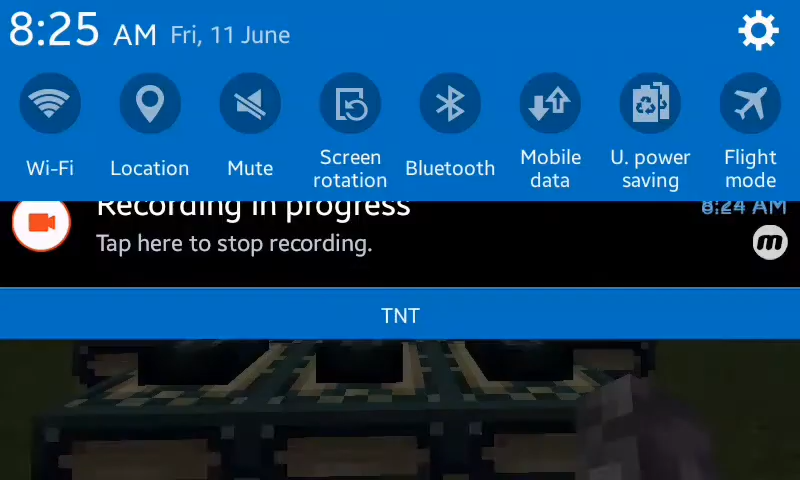 8:25 AM Fri, 11 June
Wi-Fi
Location
Mute
Screen
rotation
Bluetooth
Mobile
data
U. power
saving
Flight
mode
Recording in progress
8:24 AM
Tap here to stop recording.
m
TNT